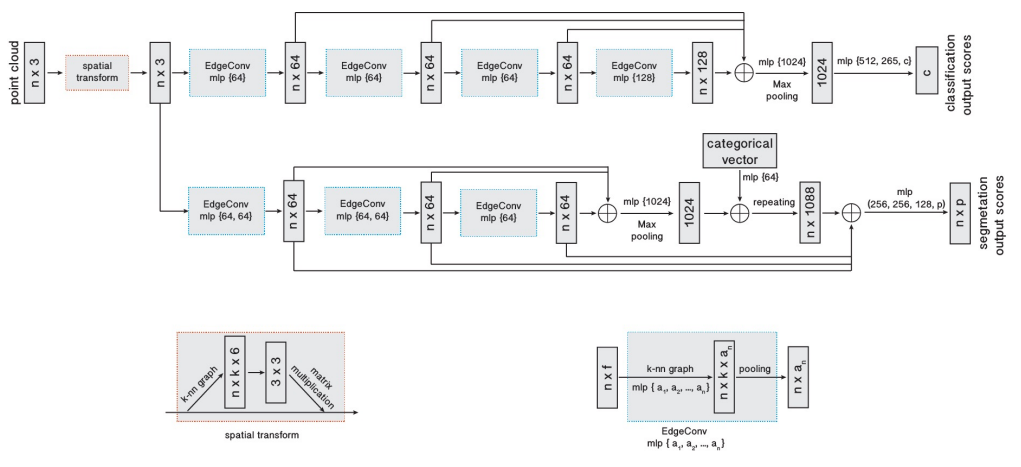 point cloud
n x 3
spatial
transform
n x 3
EdgeConv
mlp {64}
n x 64
EdgeConv
mlp {64}
n x 64
EdgeConv
mlp {64}
n x 64
EdgeConv
mlp {128}
n x 128
mlp {1024}
Max
pooling
1024
mlp {512, 265, c}
c
classification
output scores
EdgeConv
mlp {64, 64}
n x 64
EdgeConv
mlp {64, 64}
n x 64
EdgeConv
mlp {64}
n x 64
mlp {1024}
Max
pooling
1024
categorical
vector
mlp {64}
repeating
n x 1088
mlp
(256, 256, 128, p)
n x p
segmetation
output scores
k-nn graph
n x k x 6
3 x 3
matrix
multiplication
spatial transform
n x f
k-nn graph
mlp { a₁, a₂, ..., aₙ}
n x k x aₙ
pooling
n x aₙ
EdgeConv
mlp { a₁, a₂, ..., aₙ }